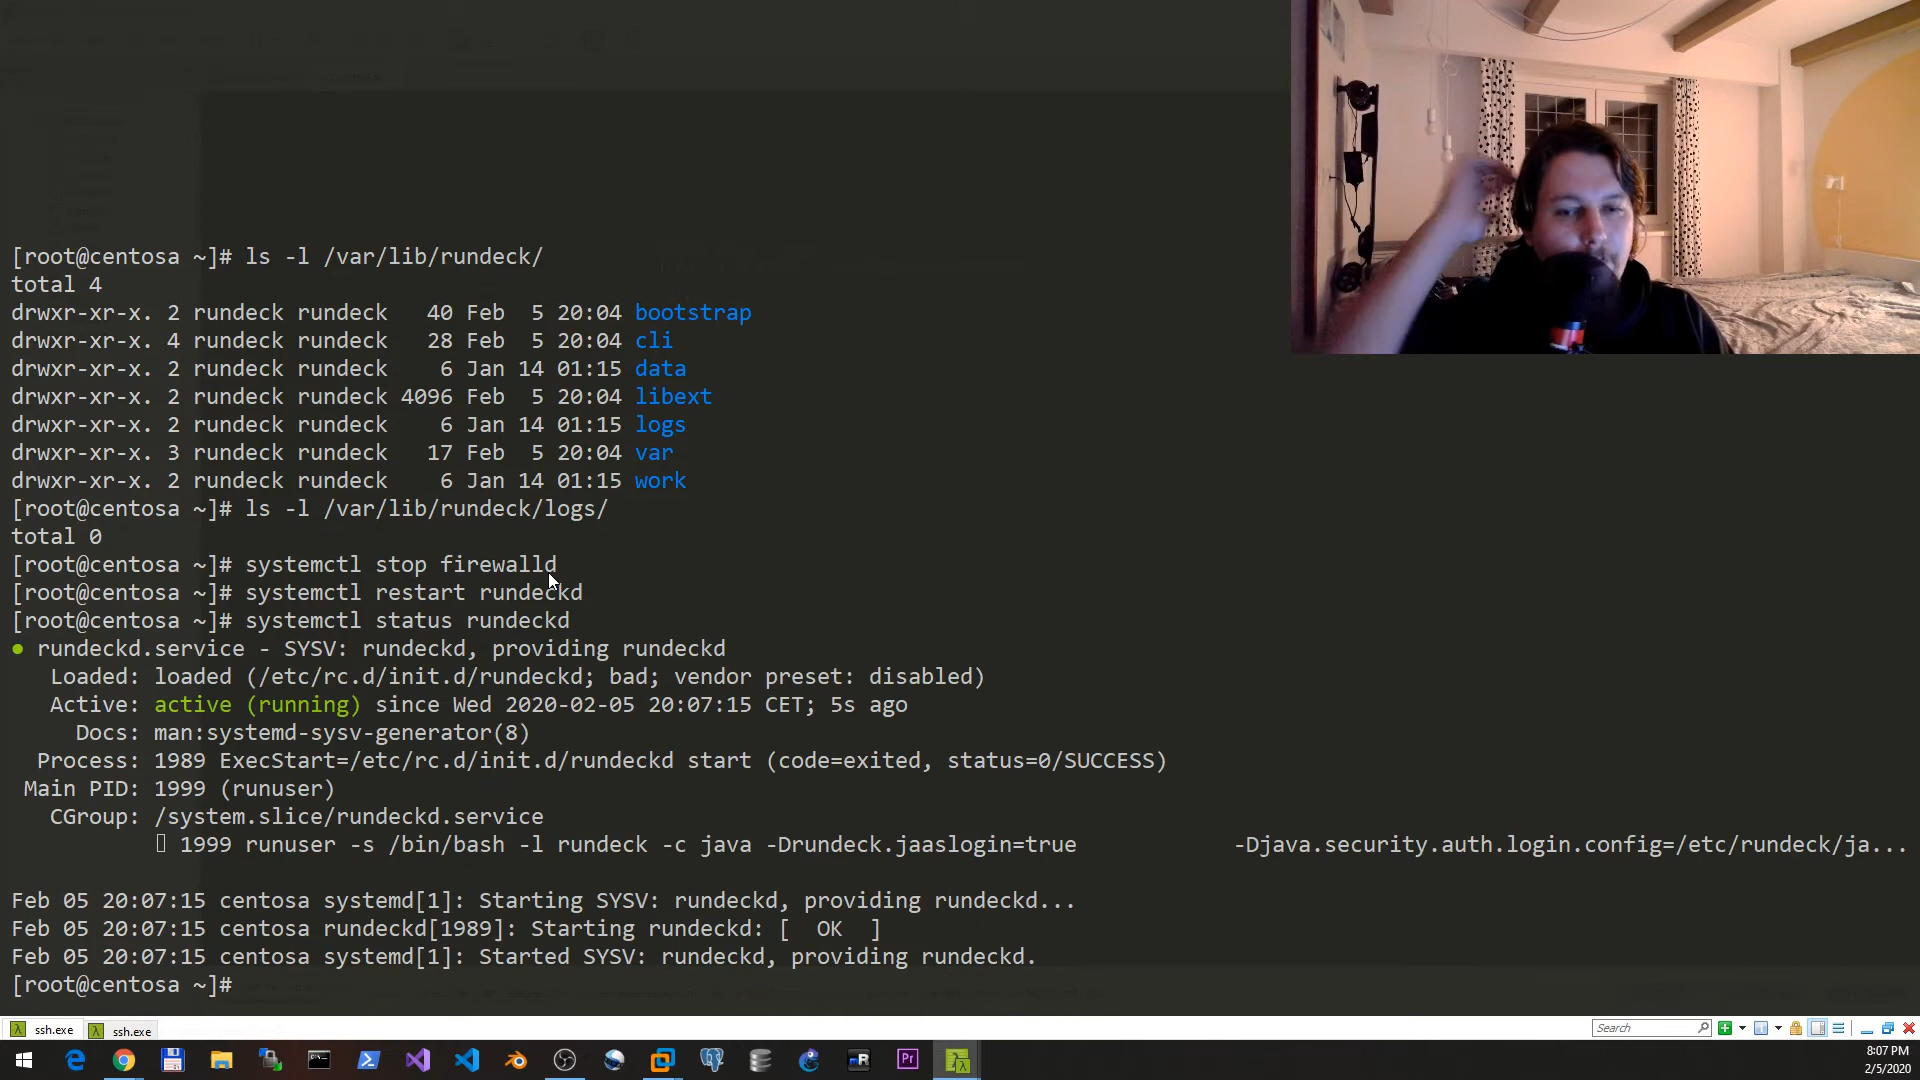 [root@centosa ~]# ls -l /var/lib/rundeck/
total 4
drwxr-xr-x. 2 rundeck rundeck   40 Feb  5 20:04 bootstrap
drwxr-xr-x. 4 rundeck rundeck   28 Feb  5 20:04 cli
drwxr-xr-x. 2 rundeck rundeck    6 Jan 14 01:15 data
drwxr-xr-x. 2 rundeck rundeck 4096 Feb  5 20:04 libext
drwxr-xr-x. 2 rundeck rundeck    6 Jan 14 01:15 logs
drwxr-xr-x. 3 rundeck rundeck   17 Feb  5 20:04 var
drwxr-xr-x. 2 rundeck rundeck    6 Jan 14 01:15 work
[root@centosa ~]# ls -l /var/lib/rundeck/logs/
total 0
[root@centosa ~]# systemctl stop firewalld
[root@centosa ~]# systemctl restart rundeckd
[root@centosa ~]# systemctl status rundeckd
● rundeckd.service - SYSV: rundeckd, providing rundeckd
Loaded: loaded (/etc/rc.d/init.d/rundeckd; bad; vendor preset: disabled)
Active: active (running) since Wed 2020-02-05 20:07:15 CET; 5s ago
Docs: man:systemd-sysv-generator(8)
Process: 1989 ExecStart=/etc/rc.d/init.d/rundeckd start (code=exited, status=0/SUCCESS)
Main PID: 1999 (runuser)
CGroup: /system.slice/rundeckd.service
1999 runuser -s /bin/bash -l rundeck -c java -Drundeck.jaaslogin=true            -Djava.security.auth.login.config=/etc/rundeck/ja...
Feb 05 20:07:15 centosa systemd[1]: Starting SYSV: rundeckd, providing rundeckd...
Feb 05 20:07:15 centosa rundeckd[1989]: Starting rundeckd: [  OK  ]
Feb 05 20:07:15 centosa systemd[1]: Started SYSV: rundeckd, providing rundeckd.
[root@centosa ~]#
ssh.exe ssh.exe Search
mR Pr
8:07 PM
2/5/2020